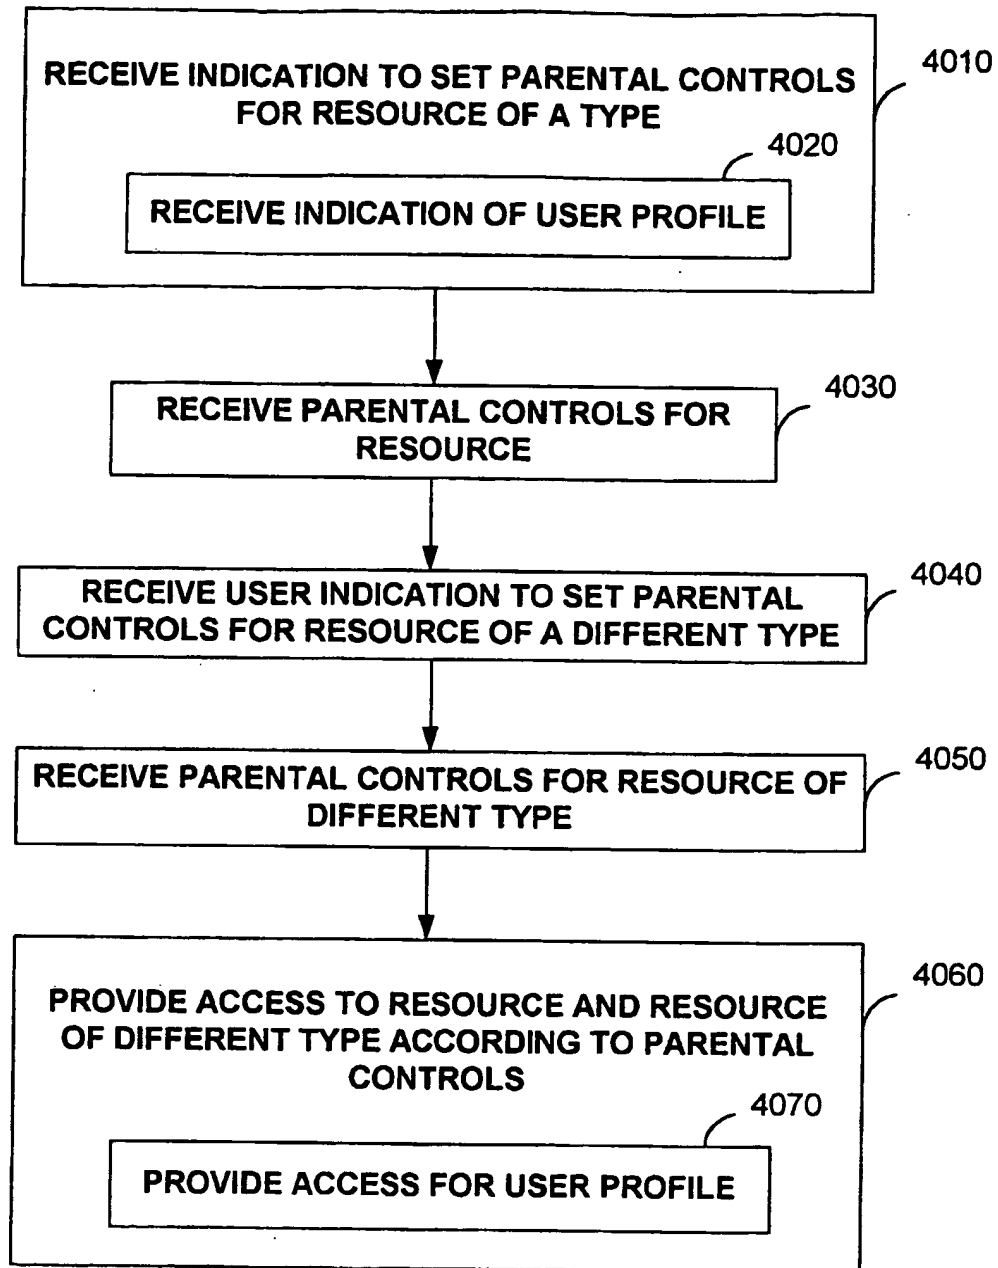 RECEIVE INDICATION TO SET PARENTAL CONTROLS
FOR RESOURCE OF A TYPE
4010
4020
RECEIVE INDICATION OF USER PROFILE
4030
RECEIVE PARENTAL CONTROLS FOR
RESOURCE
4040
RECEIVE USER INDICATION TO SET PARENTAL
CONTROLS FOR RESOURCE OF A DIFFERENT TYPE
4050
RECEIVE PARENTAL CONTROLS FOR RESOURCE OF
DIFFERENT TYPE
4060
PROVIDE ACCESS TO RESOURCE AND RESOURCE
OF DIFFERENT TYPE ACCORDING TO PARENTAL
CONTROLS
4070
PROVIDE ACCESS FOR USER PROFILE